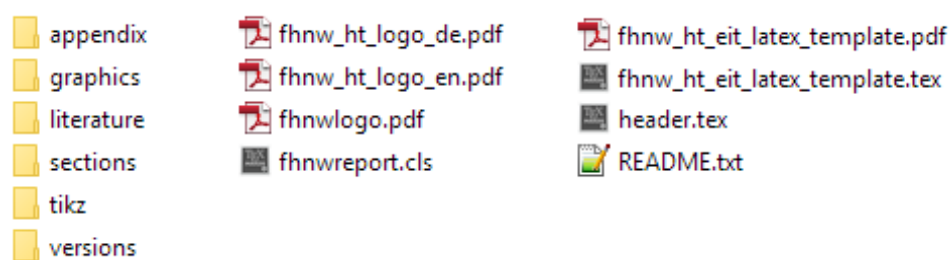 appendix
graphics
literature
sections
tikz
versions
fhnw_ht_logo_de.pdf
fhnw_ht_logo_en.pdf
fhnwlogo.pdf
fhnwreport.cls
fhnw_ht_eit_latex_template.pdf
fhnw_ht_eit_latex_template.tex
header.tex
README.txt